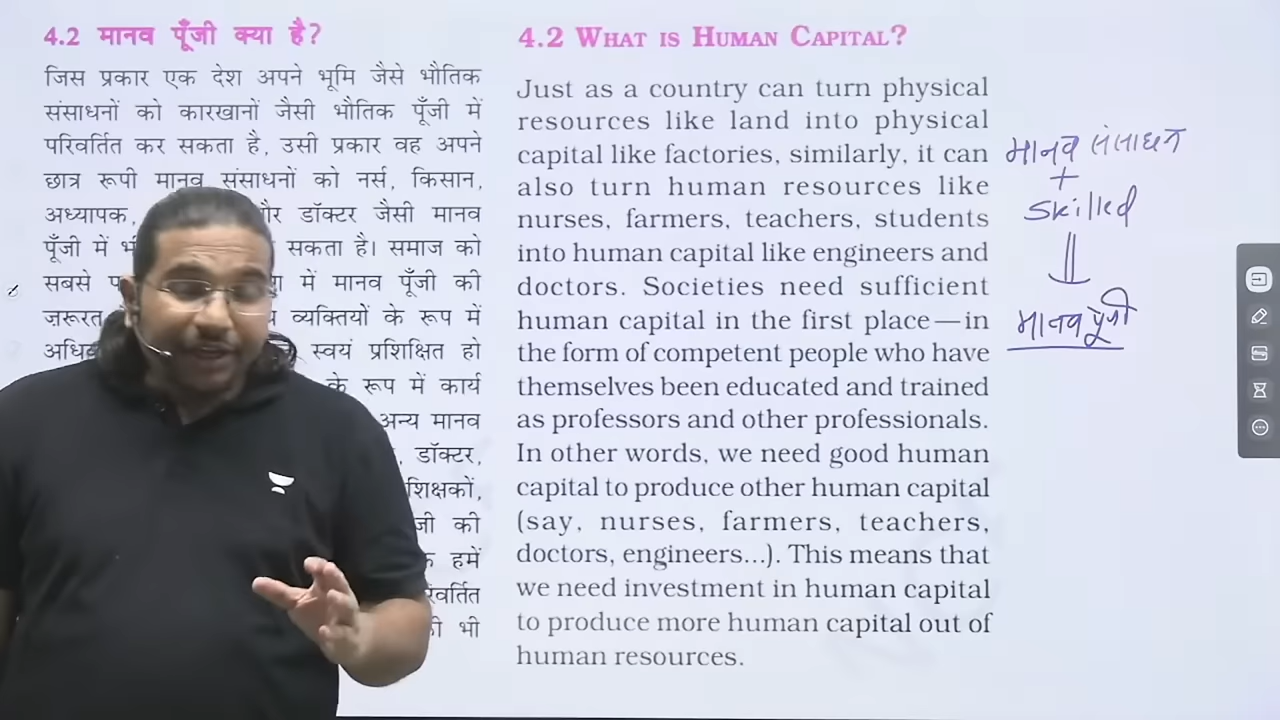 4.2 मानव पूँजी क्या है?
जिस प्रकार एक देश अपने भूमि जैसे भौतिक
संसाधनों को कारखानों जैसी भौतिक पूँजी में
परिवर्तित कर सकता है, उसी प्रकार वह अपने
छात्र रूपी मानव संसाधनों को नर्स, किसान,
अध्यापक, और डॉक्टर जैसी मानव
पूँजी में सकता है। समाज को
सबसे में मानव पूँजी की
ज़रूरत व्यक्तियों के रूप में
स्वयं प्रशिक्षित हो
के रूप में कार्य
अन्य मानव
डॉक्टर,
शिक्षकों,
की
हमें
भी
4.2 WHAT IS HUMAN CAPITAL?
Just as a country can turn physical
resources like land into physical
capital like factories, similarly, it can
also turn human resources like
nurses, farmers, teachers, students
into human capital like engineers and
doctors. Societies need sufficient
human capital in the first place—in
the form of competent people who have
themselves been educated and trained
as professors and other professionals.
In other words, we need good human
capital to produce other human capital
(say, nurses, farmers, teachers,
doctors, engineers...). This means that
we need investment in human capital
to produce more human capital out of
human resources.
मानव संसाधन
+
Skilled
मानव पूँजी